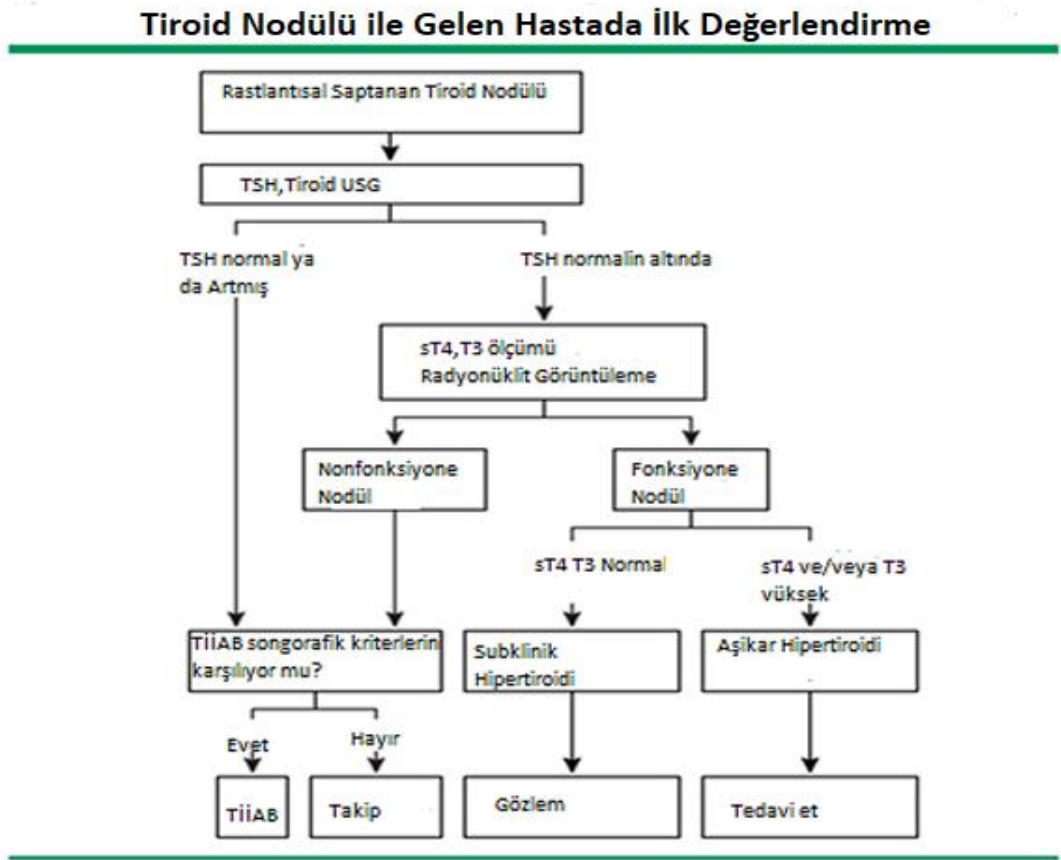 Tiroid Nodülü ile Gelen Hastada İlk Değerlendirme
Rastlantısal Saptanan Tiroid Nodülü
TSH,Tiroid USG
TSH normal ya
da Artmış
TSH normalin altında
sT4,T3 ölçümü
Radyonüklit Görüntüleme
Nonfonksiyone
Nodül
Fonksiyone
Nodül
sT4 T3 Normal
sT4 ve/veya T3
vüksek
TİİAB songorafik kriterlerini
karşılıyor mu?
Subklinik
Hipertiroidi
Aşikar Hipertiroidi
Evet
Hayır
TİİAB
Takip
Gözlem
Tedavi et